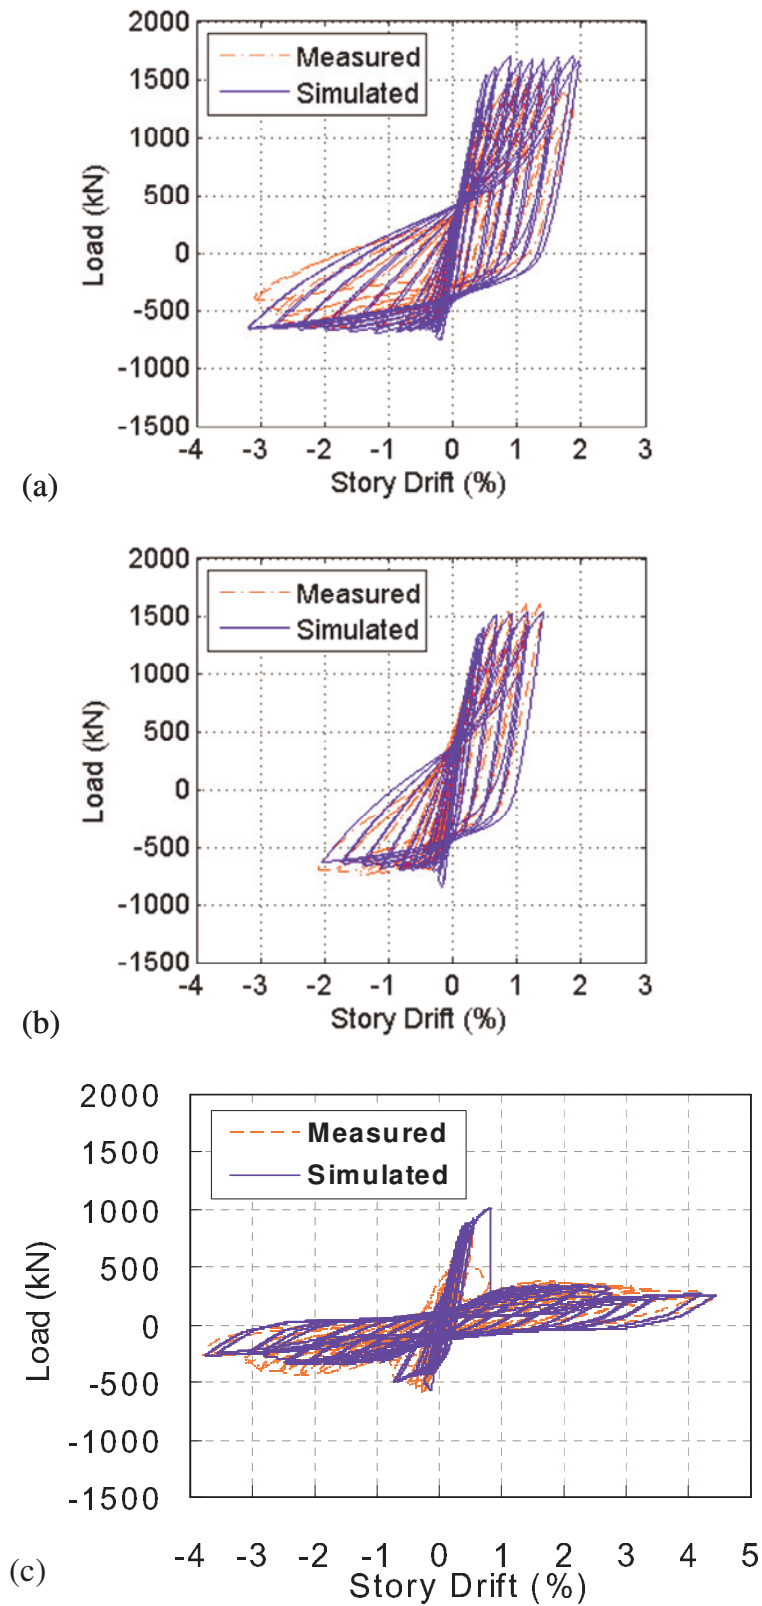 2000
1500
1000
500
0
-500
-1000
-1500
Load (kN)
Measured
Simulated
-4 -3 -2 -1 0 1 2 3
Story Drift (%)
(a)
2000
1500
1000
500
0
-500
-1000
-1500
Load (kN)
Measured
Simulated
-4 -3 -2 -1 0 1 2 3
Story Drift (%)
(b)
2000
1500
1000
500
0
-500
-1000
-1500
Load (kN)
Measured
Simulated
-4 -3 -2 -1 0 1 2 3 4 5
Story Drift (%)
(c)